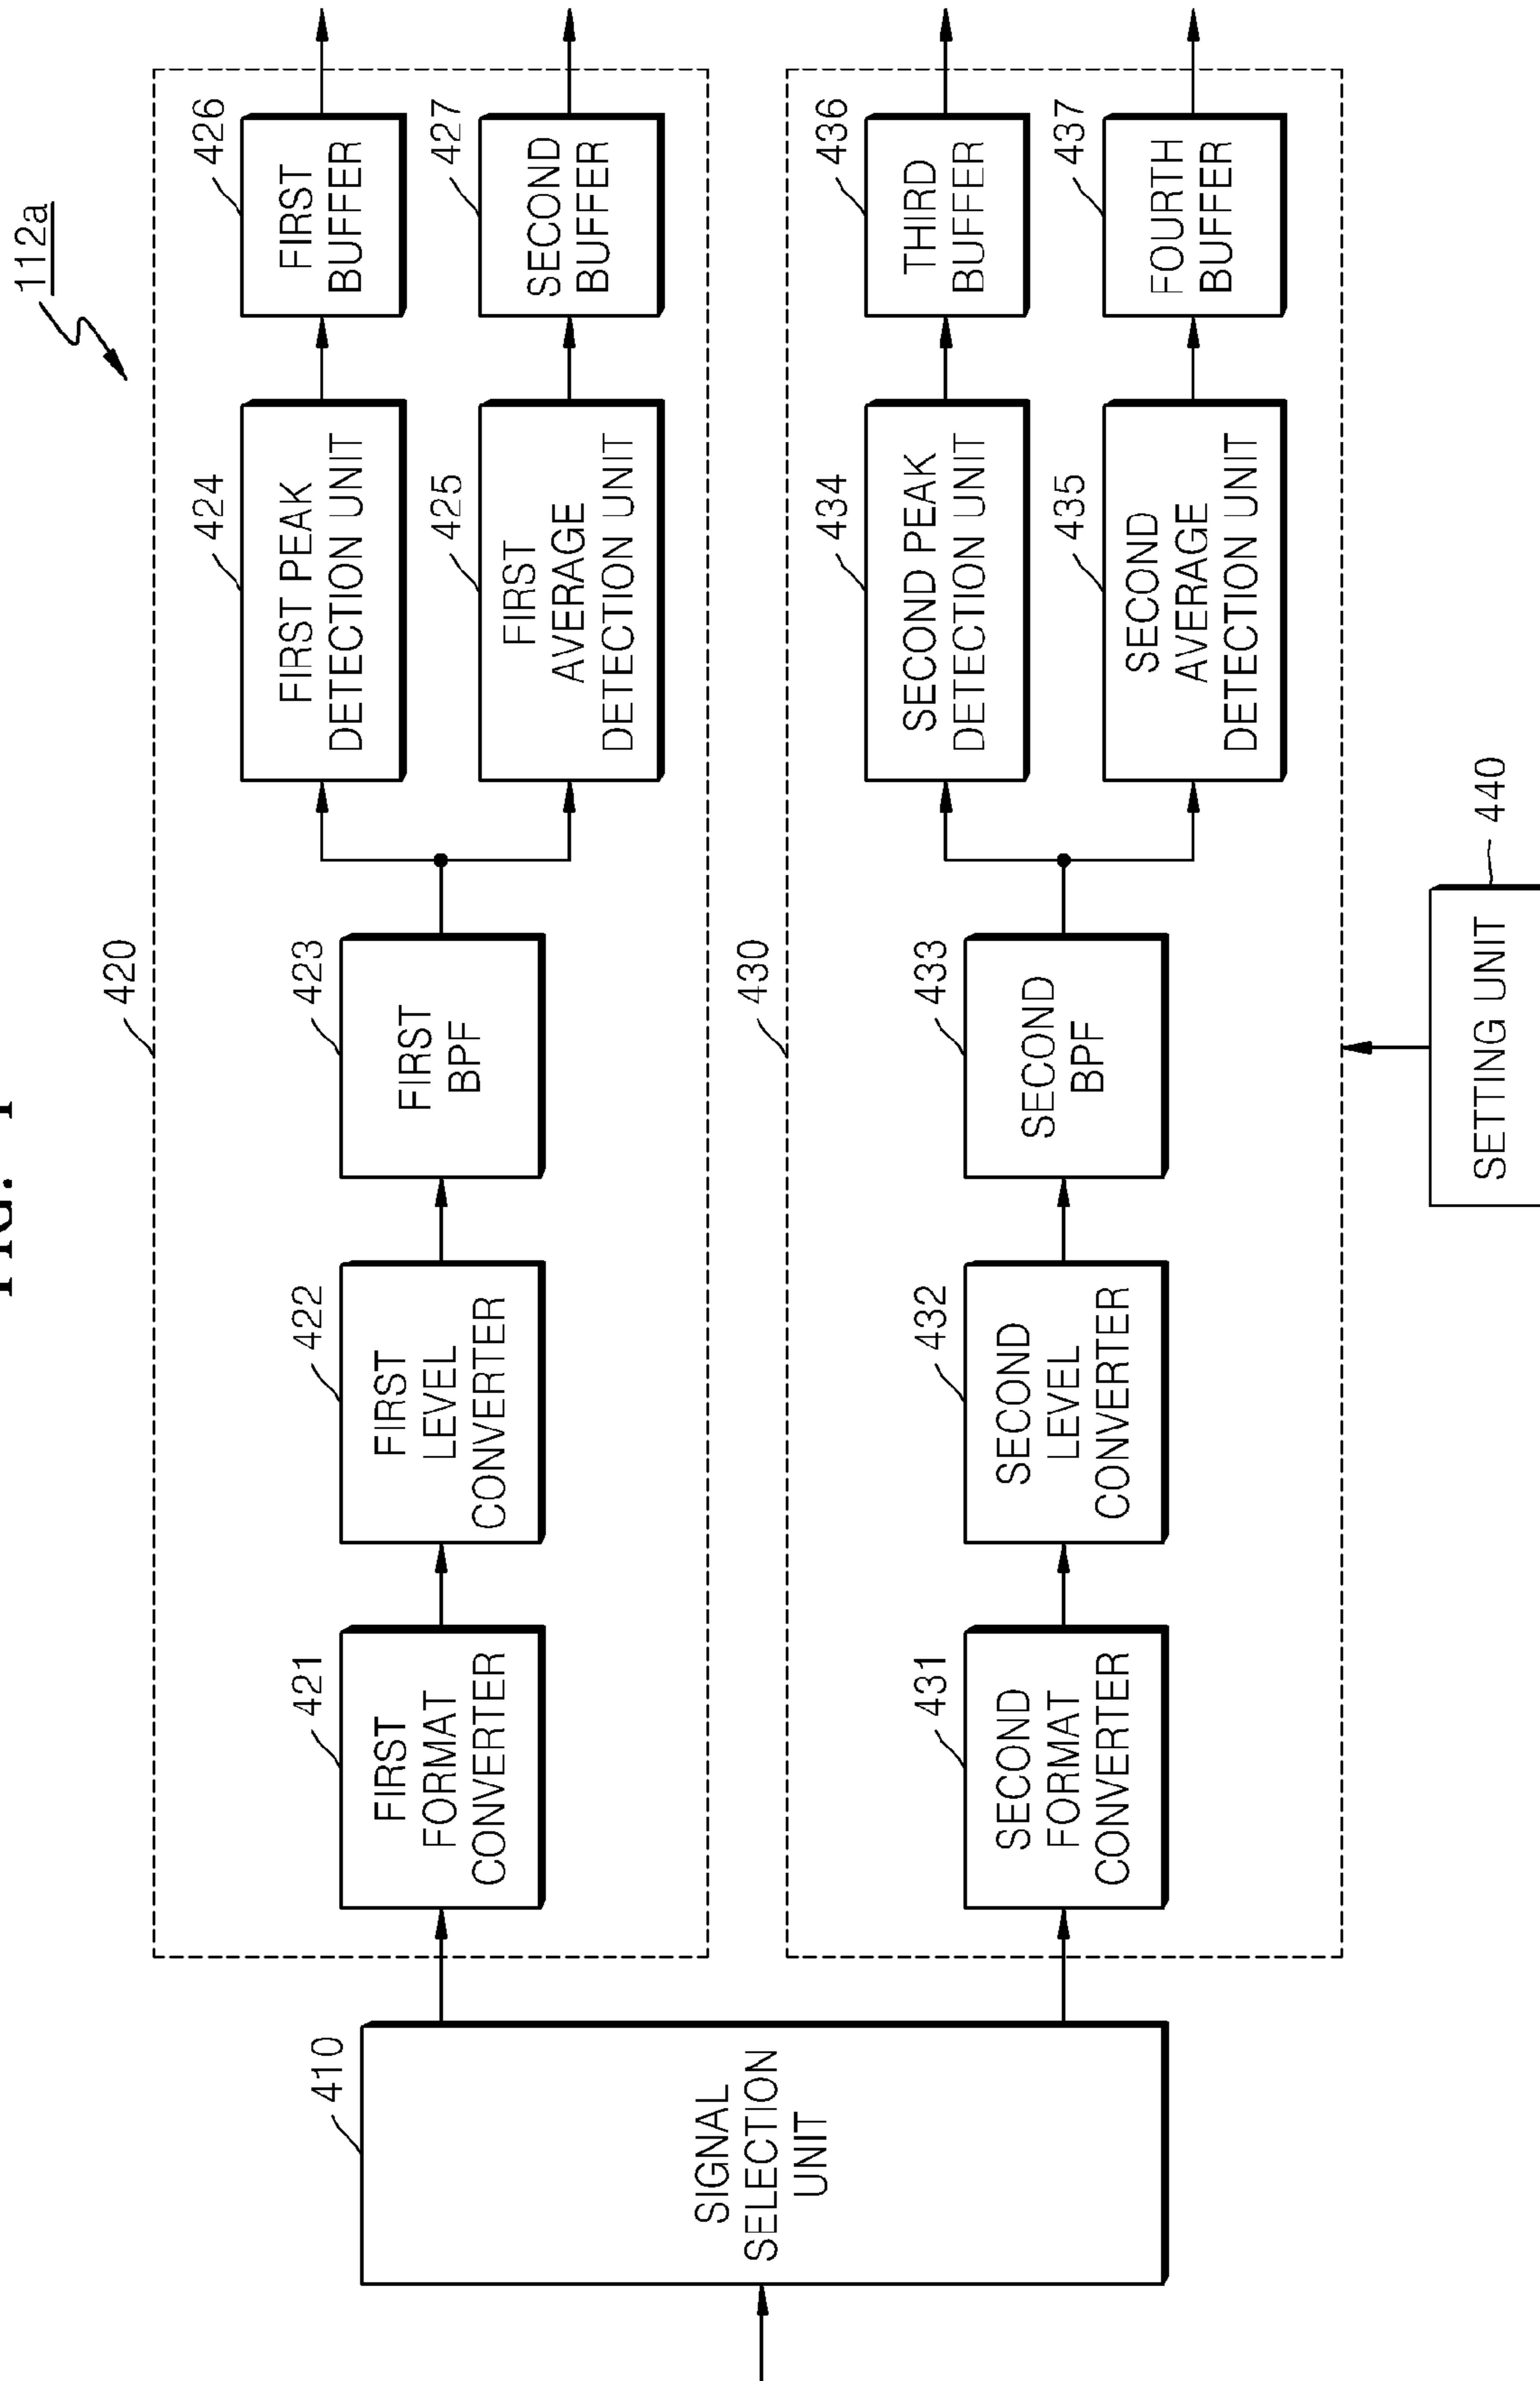 112a
420
421
FIRST
FORMAT
CONVERTER
422
FIRST
LEVEL
CONVERTER
423
FIRST
BPF
424
FIRST PEAK
DETECTION UNIT
426
FIRST
BUFFER
425
FIRST
AVERAGE
DETECTION UNIT
427
SECOND
BUFFER
410
SIGNAL
SELECTION
UNIT
430
431
SECOND
FORMAT
CONVERTER
432
SECOND
LEVEL
CONVERTER
433
SECOND
BPF
434
SECOND PEAK
DETECTION UNIT
436
THIRD
BUFFER
435
SECOND
AVERAGE
DETECTION UNIT
437
FOURTH
BUFFER
SETTING UNIT
440